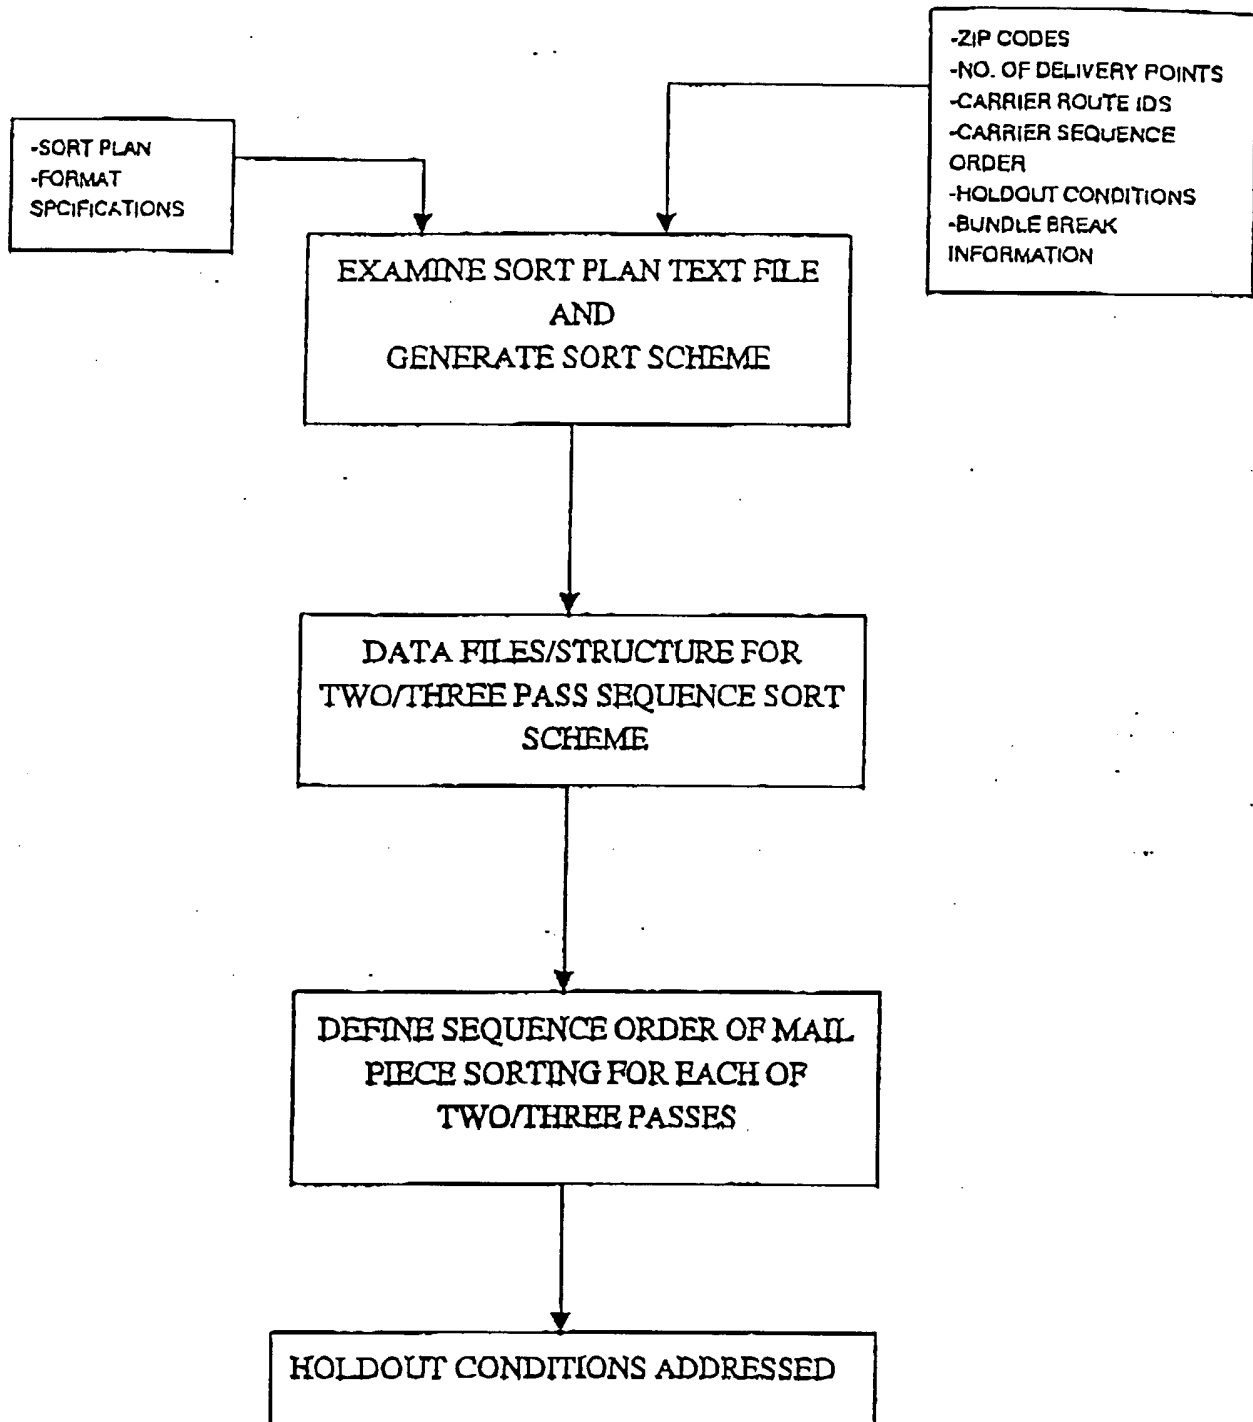 -ZIP CODES
-NO. OF DELIVERY POINTS
-CARRIER ROUTE IDS
-CARRIER SEQUENCE
ORDER
-HOLDOUT CONDITIONS
-BUNDLE BREAK
INFORMATION
-SORT PLAN
-FORMAT
SPCIFICATIONS
EXAMINE SORT PLAN TEXT FILE
AND
GENERATE SORT SCHEME
DATA FILES/STRUCTURE FOR
TWO/THREE PASS SEQUENCE SORT
SCHEME
DEFINE SEQUENCE ORDER OF MAIL
PIECE SORTING FOR EACH OF
TWO/THREE PASSES
HOLDOUT CONDITIONS ADDRESSED